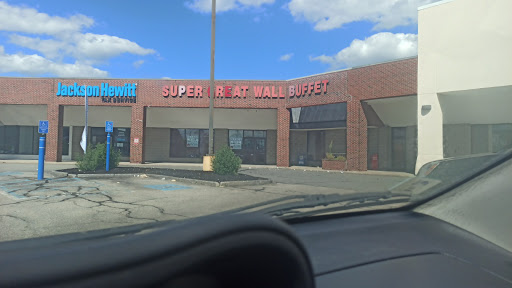 Jackson Hewitt
TAX SERVICE
SUPER GREAT WALL BUFFET